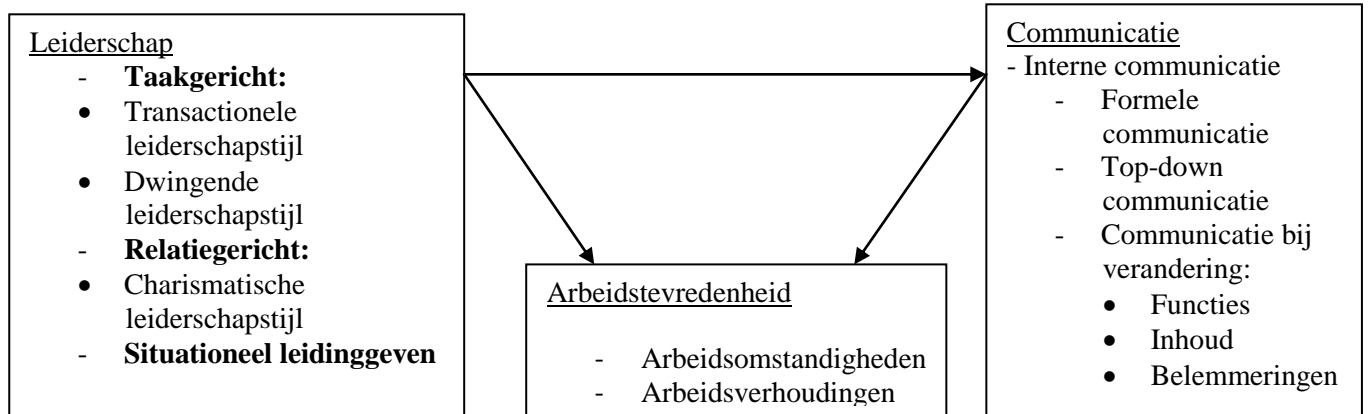 Leiderschap
- Taakgericht:
• Transactionele
leiderschapstijl
• Dwingende
leiderschapstijl
- Relatiegericht:
• Charismatische
leiderschapstijl
- Situationeel leidinggeven
Arbeidstevredenheid
- Arbeidsomstandigheden
- Arbeidsverhoudingen
Communicatie
- Interne communicatie
- Formele
communicatie
- Top-down
communicatie
- Communicatie bij
verandering:
• Functies
• Inhoud
• Belemmeringen